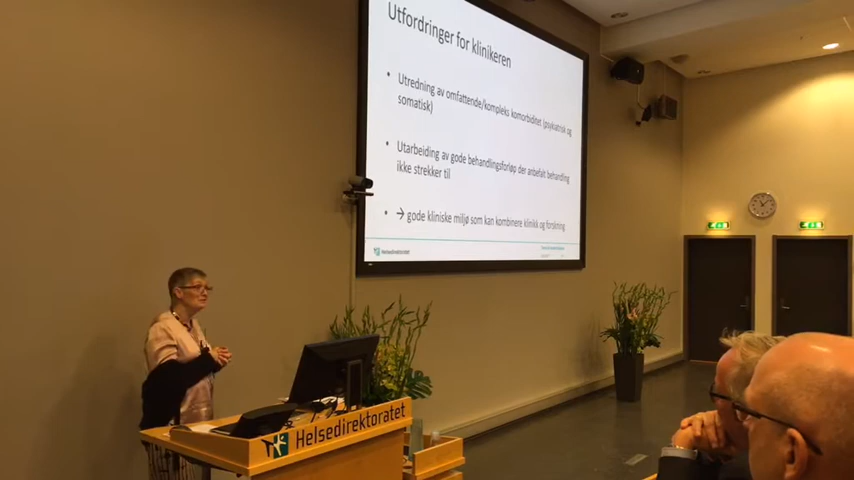 Utfordringer for klinikeren
• Utredning av omfattende/kompleks komorbiditet (psykiatrisk og
somatisk)
• Utarbeiding av gode behandlingsforløp der anbefalt behandling
ikke strekker til
• → gode kliniske miljø som kan kombinere klinikk og forskning
Helsedirektoratet
Helsedirektoratet